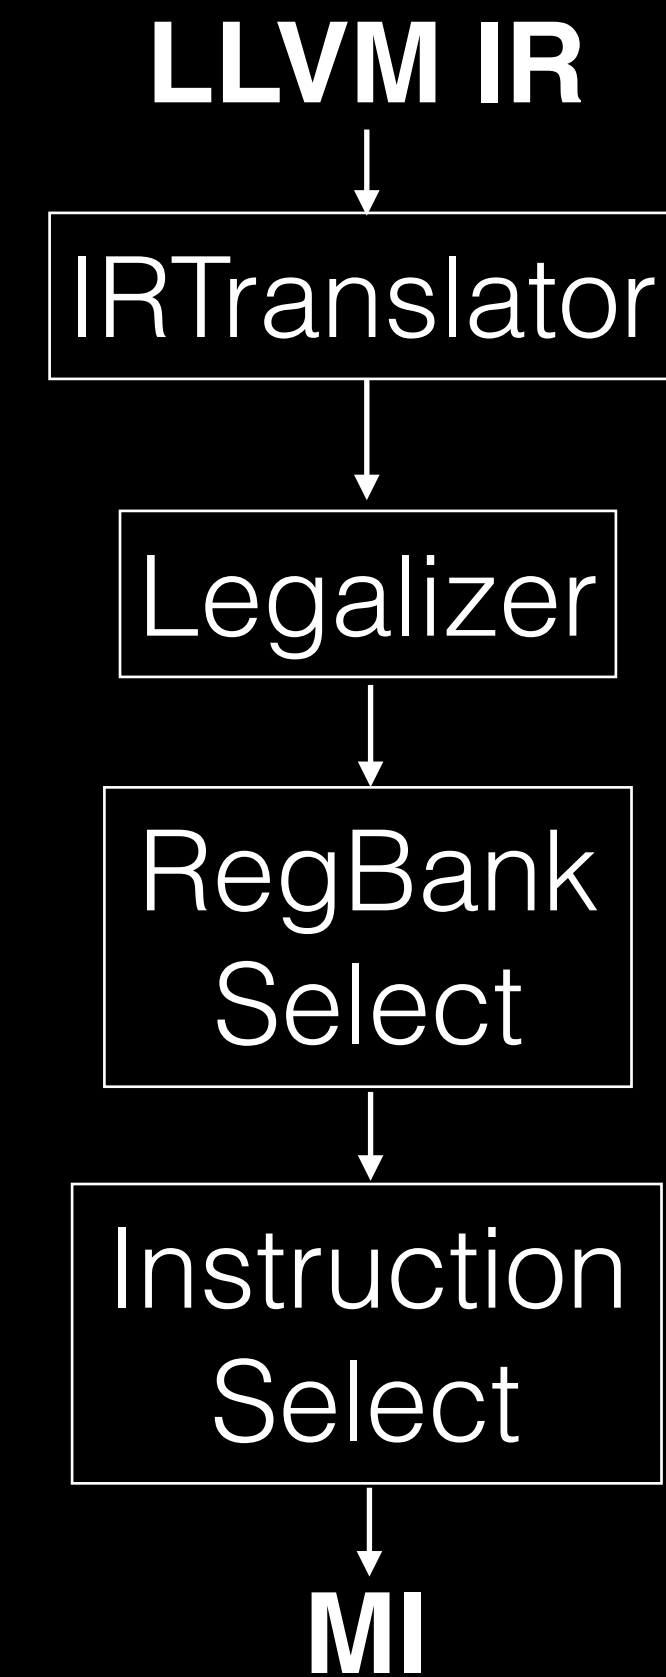 LLVM IR
IRTranslator
Legalizer
RegBank
Select
Instruction
Select
MI